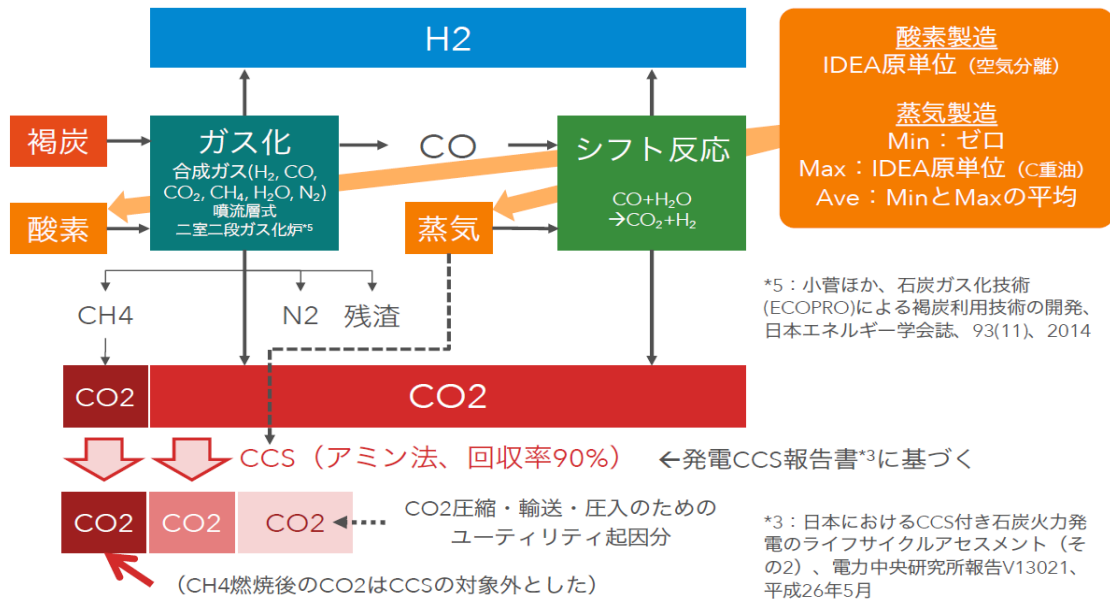 H2
酸素製造
IDEA原単位（空気分離）
蒸気製造
Min：ゼロ
Max：IDEA原単位（C重油）
Ave：MinとMaxの平均
褐炭
酸素
ガス化
合成ガス(H₂, CO,
CO₂, CH₄, H₂O, N₂)
噴流層式
二室二段ガス化炉*5
CO
蒸気
シフト反応
CO+H₂O
→CO₂+H₂
CH4
N2
残渣
*5：小菅ほか、石炭ガス化技術
(ECOPRO)による褐炭利用技術の開発、
日本エネルギー学会誌、93(11)、2014
CO2
CO2
CCS（アミン法、回収率90%）
←発電CCS報告書*3に基づく
CO2
CO2
CO2
CO2圧縮・輸送・圧入のための
ユーティリティ起因分
（CH4燃焼後のCO2はCCSの対象外とした）
*3：日本におけるCCS付き石炭火力発
電のライフサイクルアセスメント（そ
の2）、電力中央研究所報告V13021、
平成26年5月